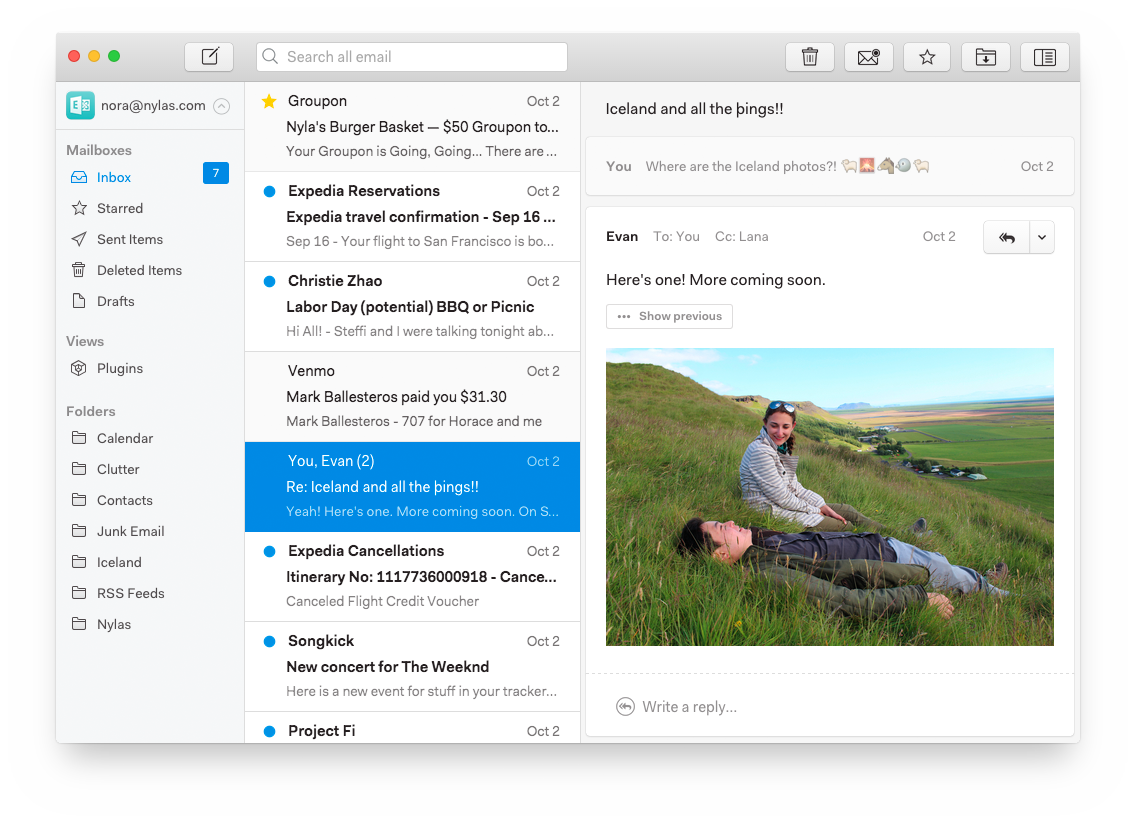 Search all email
nora@nylas.com
Mailboxes
Inbox
7
Starred
Sent Items
Deleted Items
Drafts
Views
Plugins
Folders
Calendar
Clutter
Contacts
Junk Email
Iceland
RSS Feeds
Nylas
Groupon Oct 2
Nyla's Burger Basket — $50 Groupon to...
Your Groupon is Going, Going... There are ...
Expedia Reservations Oct 2
Expedia travel confirmation - Sep 16 ...
Sep 16 - Your flight to San Francisco is bo...
Christie Zhao Oct 2
Labor Day (potential) BBQ or Picnic
Hi All! - Steffi and I were talking tonight ab...
Venmo Oct 2
Mark Ballesteros paid you $31.30
Mark Ballesteros - 707 for Horace and me
You, Evan (2) Oct 2
Re: Iceland and all the þings!!
Yeah! Here's one. More coming soon. On S...
Expedia Cancellations Oct 2
Itinerary No: 1117736000918 - Cance...
Canceled Flight Credit Voucher
Songkick Oct 2
New concert for The Weeknd
Here is a new event for stuff in your tracker...
Project Fi Oct 2
Iceland and all the þings!!
You Where are the Iceland photos?! 🐑🌋🐴🐟🐑 Oct 2
Evan To: You Cc: Lana Oct 2
Here's one! More coming soon.
••• Show previous
Write a reply...